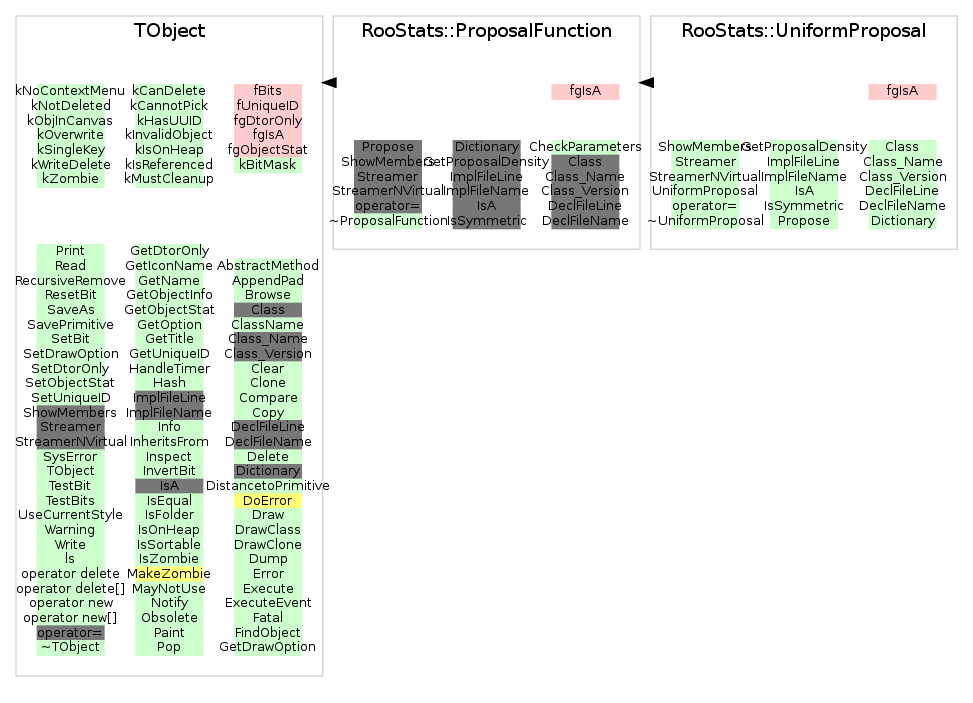 TObject
kNoContextMenu kCanDelete fBits
kNotDeleted kCannotPick fUniqueID
kObjInCanvas kHasUUID fgDtorOnly
kOverwrite kInvalidObject fgIsA
kSingleKey kIsOnHeap fgObjectStat
kWriteDelete kIsReferenced kBitMask
kZombie kMustCleanup
Print GetDtorOnly
Read GetIconName AbstractMethod
RecursiveRemove GetName AppendPad
ResetBit GetObjectInfo Browse
SaveAs GetObjectStat Class
SavePrimitive GetOption ClassName
SetBit GetTitle Class_Name
SetDrawOption GetUniqueID Class_Version
SetDtorOnly HandleTimer Clear
SetObjectStat Hash Clone
SetUniqueID ImplFileLine Compare
ShowMembers ImplFileName Copy
Streamer Info DeclFileLine
StreamerNVirtual InheritsFrom DeclFileName
SysError Inspect Delete
TObject InvertBit Dictionary
TestBit IsA DistancetoPrimitive
TestBits IsEqual DoError
UseCurrentStyle IsFolder Draw
Warning IsOnHeap DrawClass
Write IsSortable DrawClone
ls IsZombie Dump
operator delete MakeZombie Error
operator delete[] MayNotUse Execute
operator new Notify ExecuteEvent
operator new[] Obsolete Fatal
operator= Paint FindObject
~TObject Pop GetDrawOption
RooStats::ProposalFunction
fgIsA
Propose Dictionary CheckParameters
ShowMembers GetProposalDensity Class
Streamer ImplFileLine Class_Name
StreamerNVirtual ImplFileName Class_Version
operator= IsA DeclFileLine
~ProposalFunction IsSymmetric DeclFileName
RooStats::UniformProposal
fgIsA
ShowMembers GetProposalDensity Class
Streamer ImplFileLine Class_Name
StreamerNVirtual ImplFileName Class_Version
UniformProposal IsA DeclFileLine
operator= IsSymmetric DeclFileName
~UniformProposal Propose Dictionary